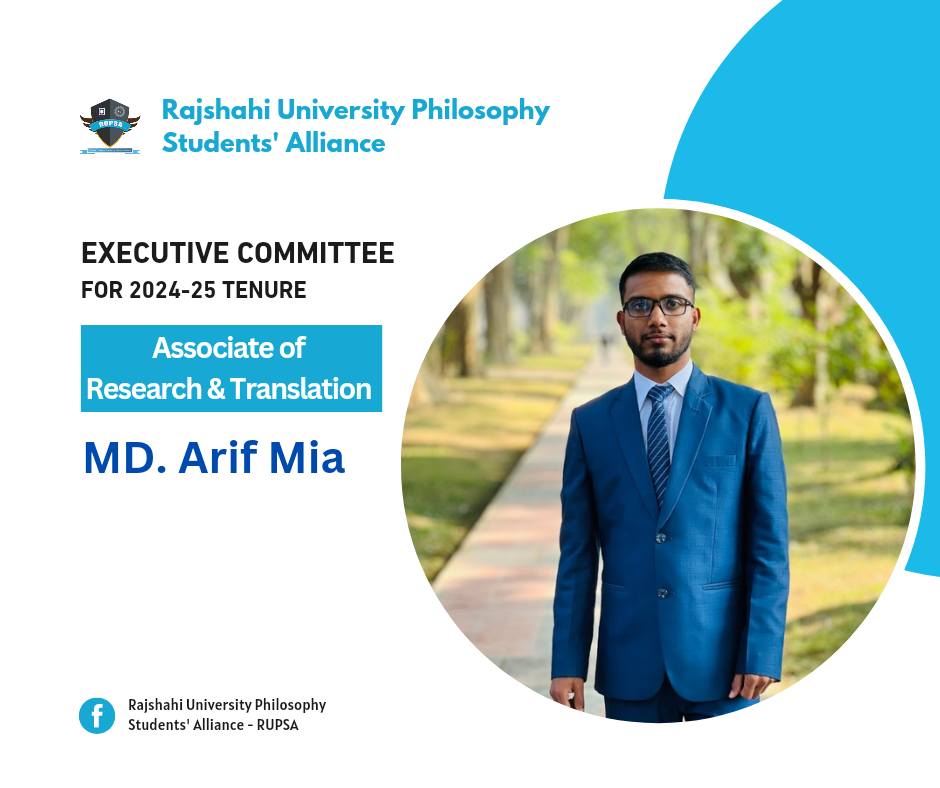 RUPSA
Rajshahi University Philosophy
Students' Alliance
EXECUTIVE COMMITTEE
FOR 2024-25 TENURE
Associate of
Research & Translation
MD. Arif Mia
Rajshahi University Philosophy
Students' Alliance - RUPSA